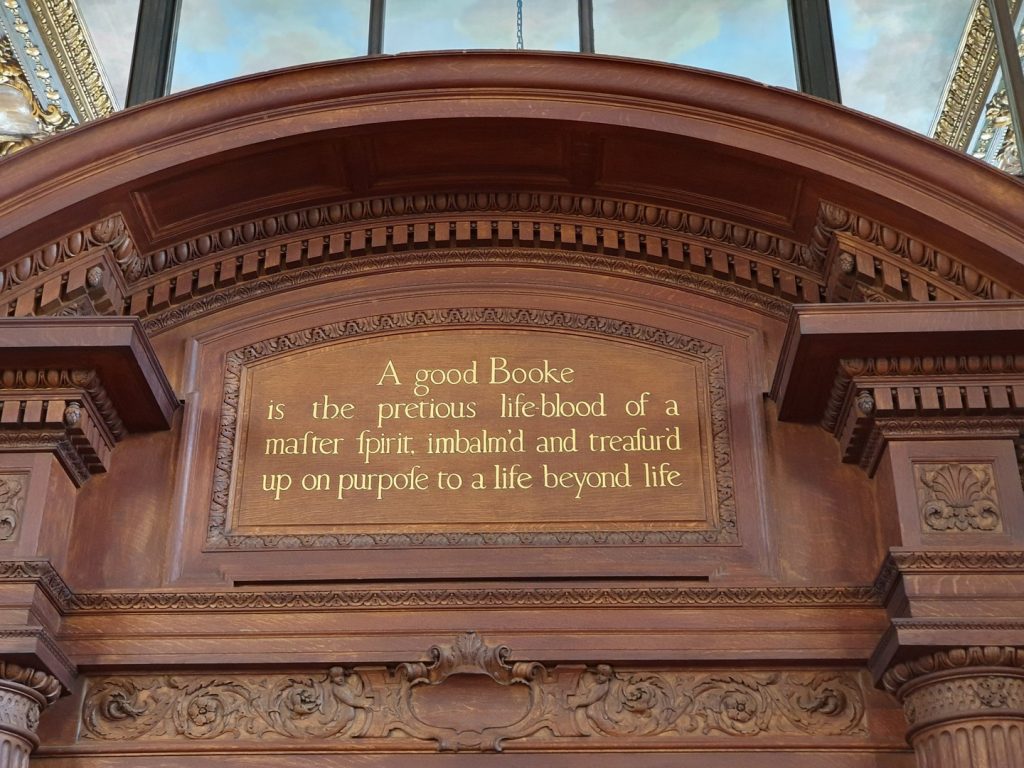 A good Booke
is the pretious life-blood of a
maſter ſpirit, imbalm'd and treaſur'd
up on purpoſe to a life beyond life